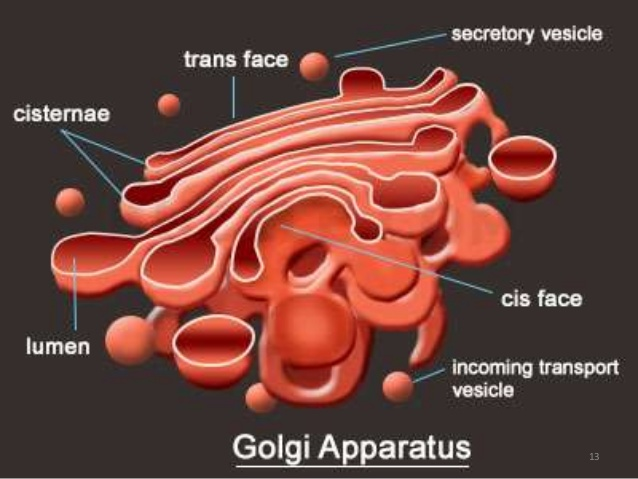 secretory vesicle
trans face
cisternae
cis face
lumen
incoming transport
vesicle
Golgi Apparatus
13